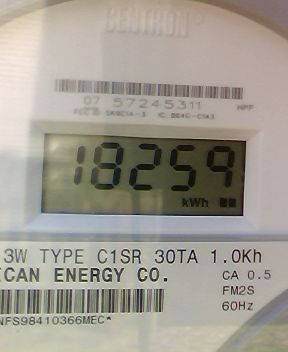 CENTRON®
07 57245311
18259
kWh
3W TYPE C1SR 30TA 1.0Kh
ICAN ENERGY CO.
CA 0.5
FM2S
60Hz
NFS98410366MEC*